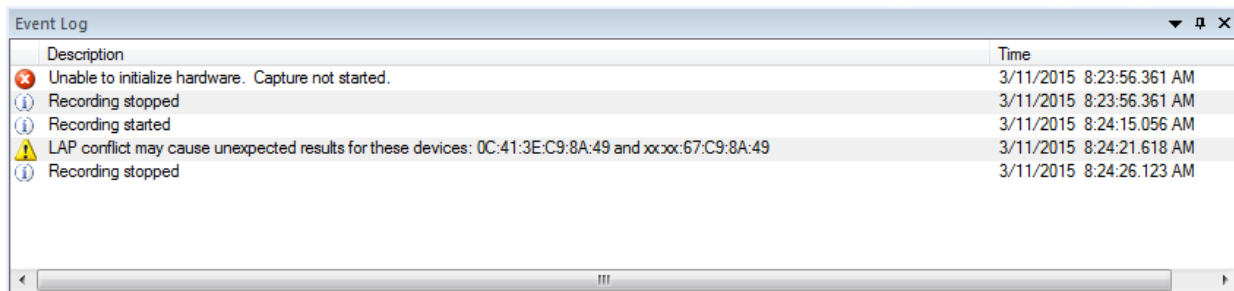 Event Log
Description Time
Unable to initialize hardware. Capture not started. 3/11/2015 8:23:56.361 AM
Recording stopped 3/11/2015 8:23:56.361 AM
Recording started 3/11/2015 8:24:15.056 AM
LAP conflict may cause unexpected results for these devices: 0C:41:3E:C9:8A:49 and xx:xx:67:C9:8A:49 3/11/2015 8:24:21.618 AM
Recording stopped 3/11/2015 8:24:26.123 AM